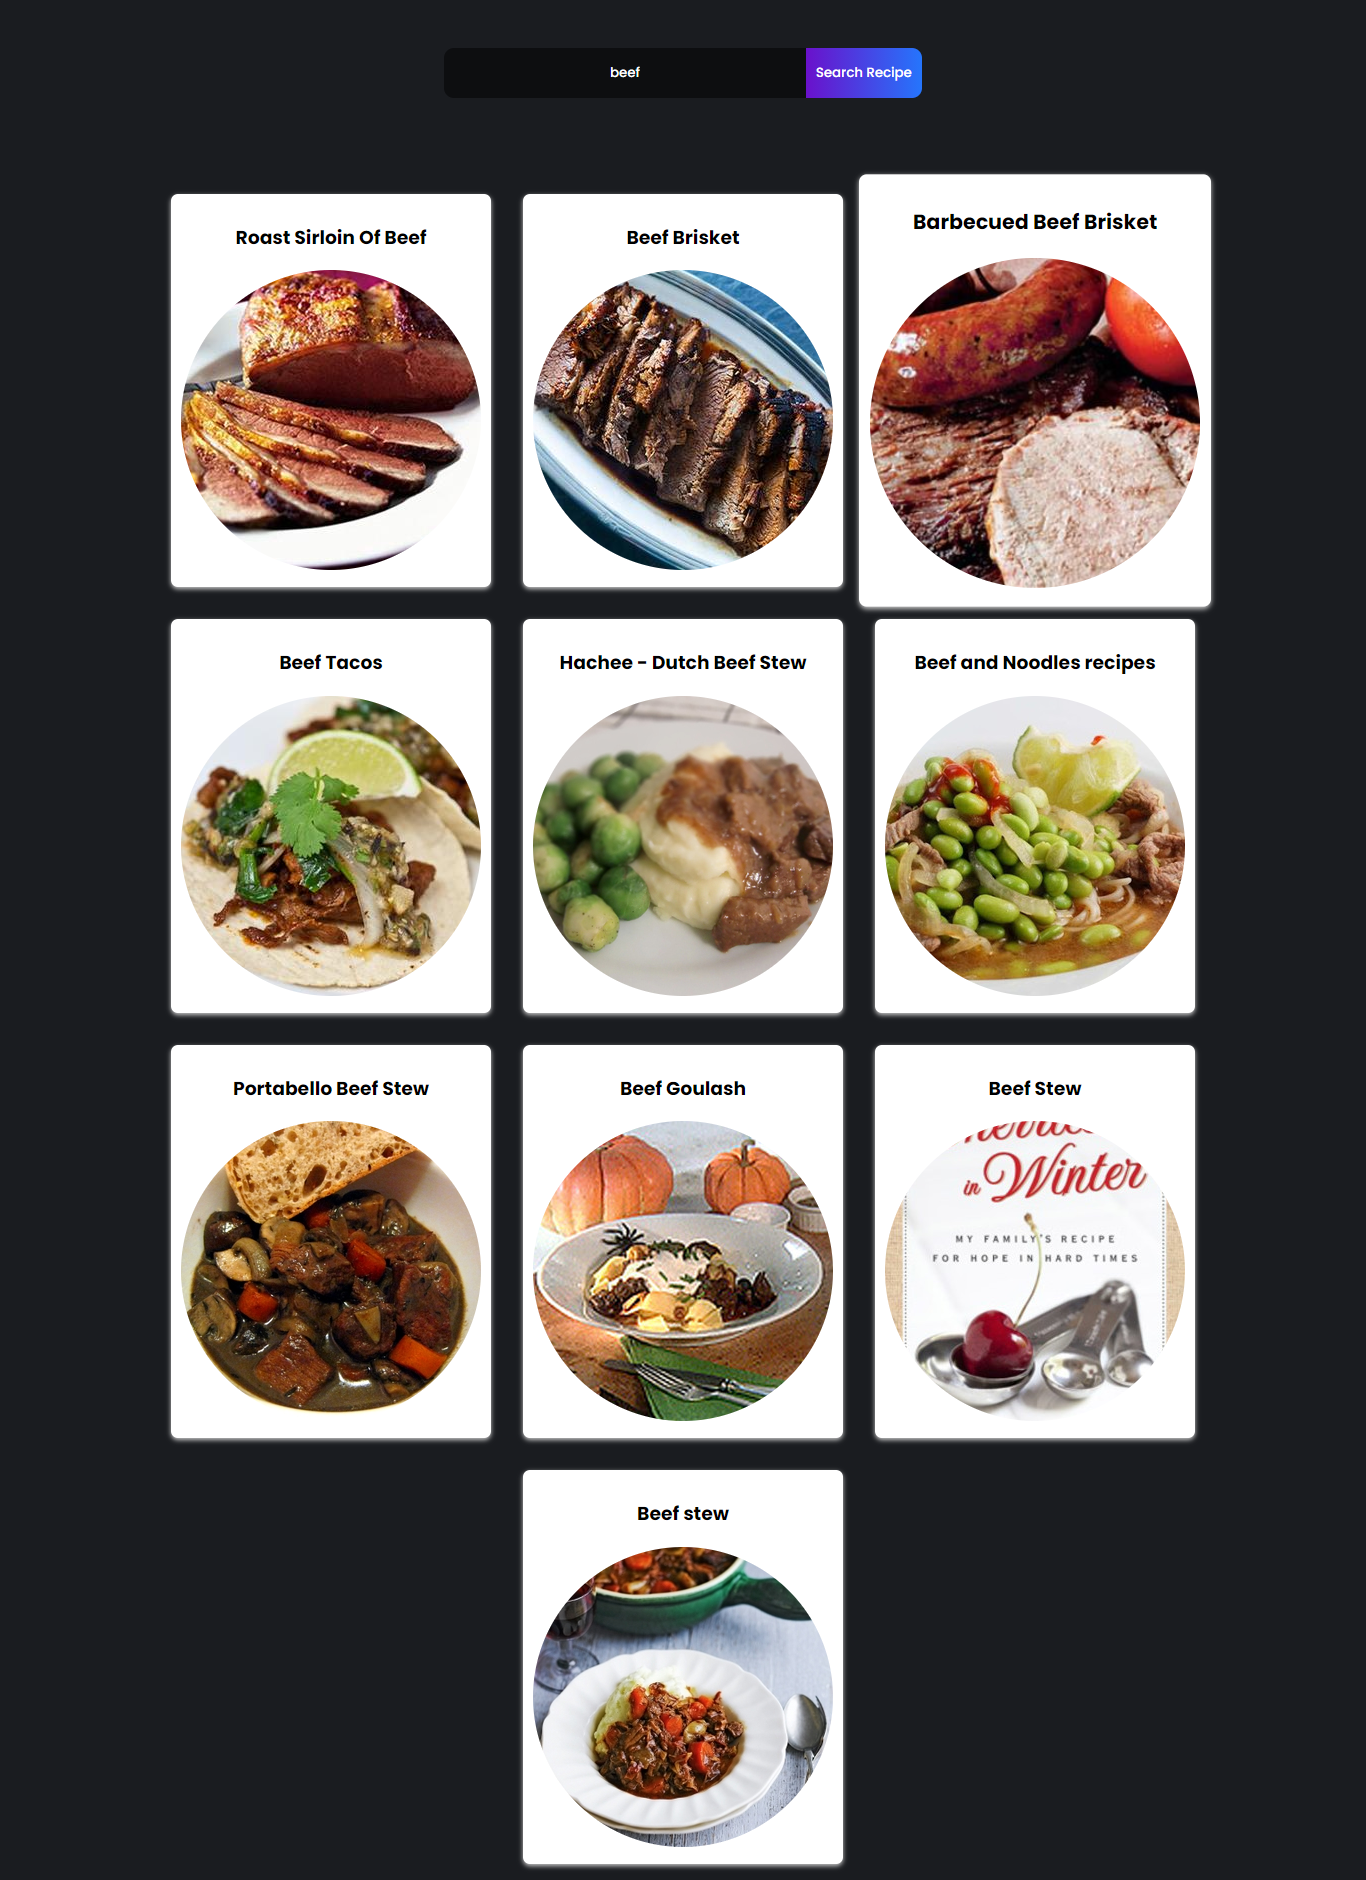 beef
Search Recipe
Roast Sirloin Of Beef
Beef Brisket
Barbecued Beef Brisket
Beef Tacos
Hachee - Dutch Beef Stew
Beef and Noodles recipes
Portabello Beef Stew
Beef Goulash
Beef Stew
in Winter
MY FAMILY'S RECIPE
FOR HOPE IN HARD TIMES
Beef stew